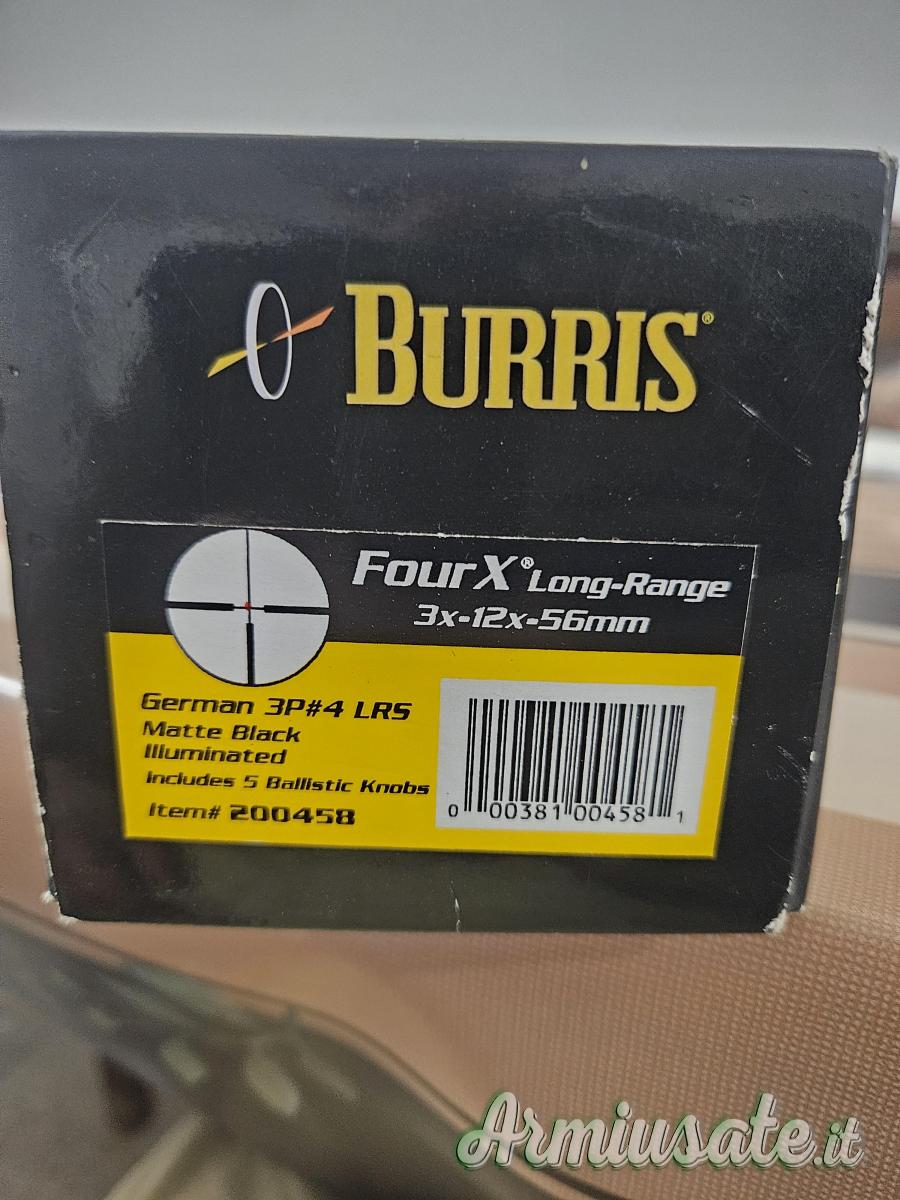 BURRIS®
FourX® Long-Range
3x-12x-56mm
German 3P#4 LRS
Matte Black
Illuminated
Includes 5 Ballistic Knobs
Item# 200458
0 00381 00458 1
Armiusate.it